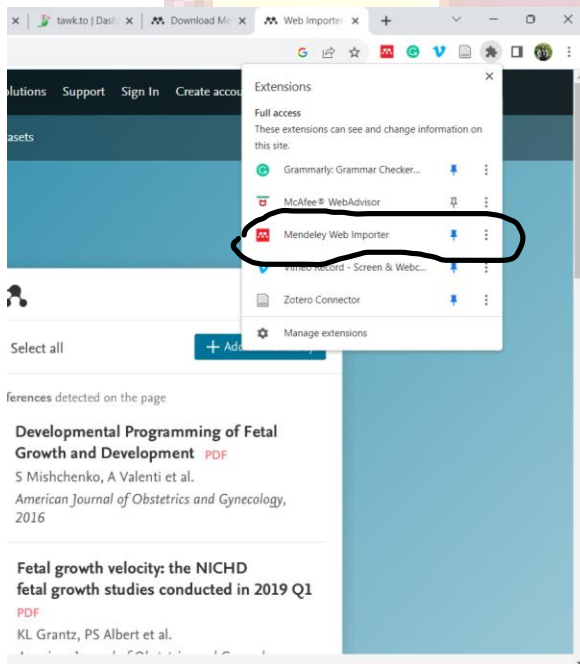 tawk.to | Dash
Download Me
Web Importer
olutions Support Sign In Create accou
asets
Extensions
Full access
These extensions can see and change information on
this site.
Grammarly: Grammar Checker...
McAfee® WebAdvisor
Mendeley Web Importer
Vimeo Record - Screen & Webc...
Zotero Connector
Manage extensions
Select all
+ Ad
ferences detected on the page
Developmental Programming of Fetal
Growth and Development PDF
S Mishchenko, A Valenti et al.
American Journal of Obstetrics and Gynecology,
2016
Fetal growth velocity: the NICHD
fetal growth studies conducted in 2019 Q1
PDF
KL Grantz, PS Albert et al.